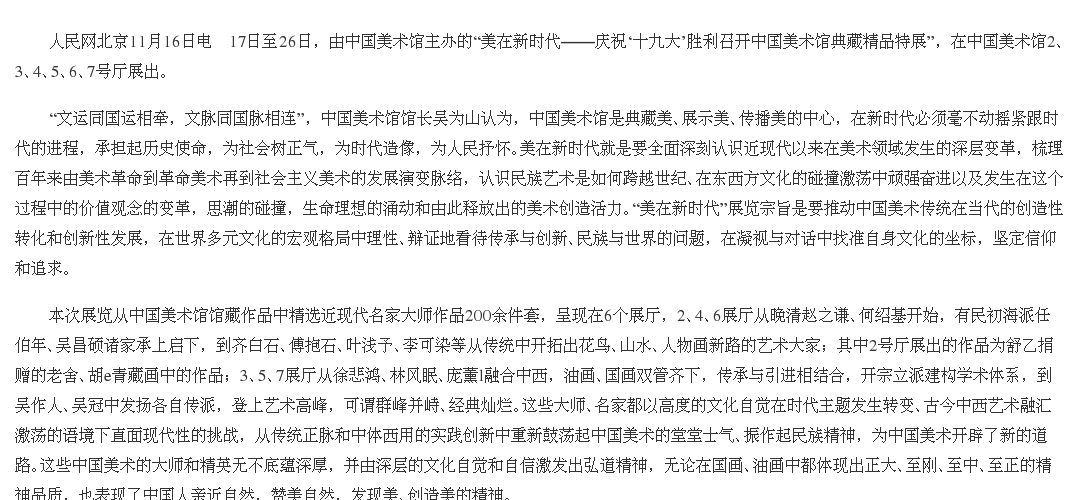 人民网北京11月16日电　17日至26日，由中国美术馆主办的“美在新时代——庆祝‘十九大’胜利召开中国美术馆典藏精品特展”，在中国美术馆2、
3、4、5、6、7号厅展出。
“文运同国运相牵，文脉同国脉相连”，中国美术馆馆长吴为山认为，中国美术馆是典藏美、展示美、传播美的中心，在新时代必须毫不动摇紧跟时
代的进程，承担起历史使命，为社会树正气，为时代造像，为人民抒怀。美在新时代就是要全面深刻认识近现代以来在美术领域发生的深层变革，梳理
百年来由美术革命到革命美术再到社会主义美术的发展演变脉络，认识民族艺术是如何跨越世纪、在东西方文化的碰撞激荡中顽强奋进以及发生在这个
过程中的价值观念的变革，思潮的碰撞，生命理想的涌动和由此释放出的美术创造活力。“美在新时代”展览宗旨是要推动中国美术传统在当代的创造性
转化和创新性发展，在世界多元文化的宏观格局中理性、辩证地看待传承与创新、民族与世界的问题，在凝视与对话中找准自身文化的坐标，坚定信仰
和追求。
本次展览从中国美术馆馆藏作品中精选近现代名家大师作品200余件套，呈现在6个展厅，2、4、6展厅从晚清赵之谦、何绍基开始，有民初海派任
伯年、吴昌硕诸家承上启下，到齐白石、傅抱石、叶浅予、李可染等从传统中开拓出花鸟、山水、人物画新路的艺术大家；其中2号厅展出的作品为舒乙捐
赠的老舍、胡e青藏画中的作品；3、5、7展厅从徐悲鸿、林风眠、庞薰l融合中西，油画、国画双管齐下，传承与引进相结合，开宗立派建构学术体系，到
吴作人、吴冠中发扬各自传派，登上艺术高峰，可谓群峰并峙、经典灿烂。这些大师、名家都以高度的文化自觉在时代主题发生转变、古今中西艺术融汇
激荡的语境下直面现代性的挑战，从传统正脉和中体西用的实践创新中重新鼓荡起中国美术的堂堂士气、振作起民族精神，为中国美术开辟了新的道
路。这些中国美术的大师和精英无不底蕴深厚，并由深层的文化自觉和自信激发出弘道精神，无论在国画、油画中都体现出正大、至刚、至中、至正的精
神品质，也表现了中国人亲近自然，赞美自然，发现美、创造美的精神。